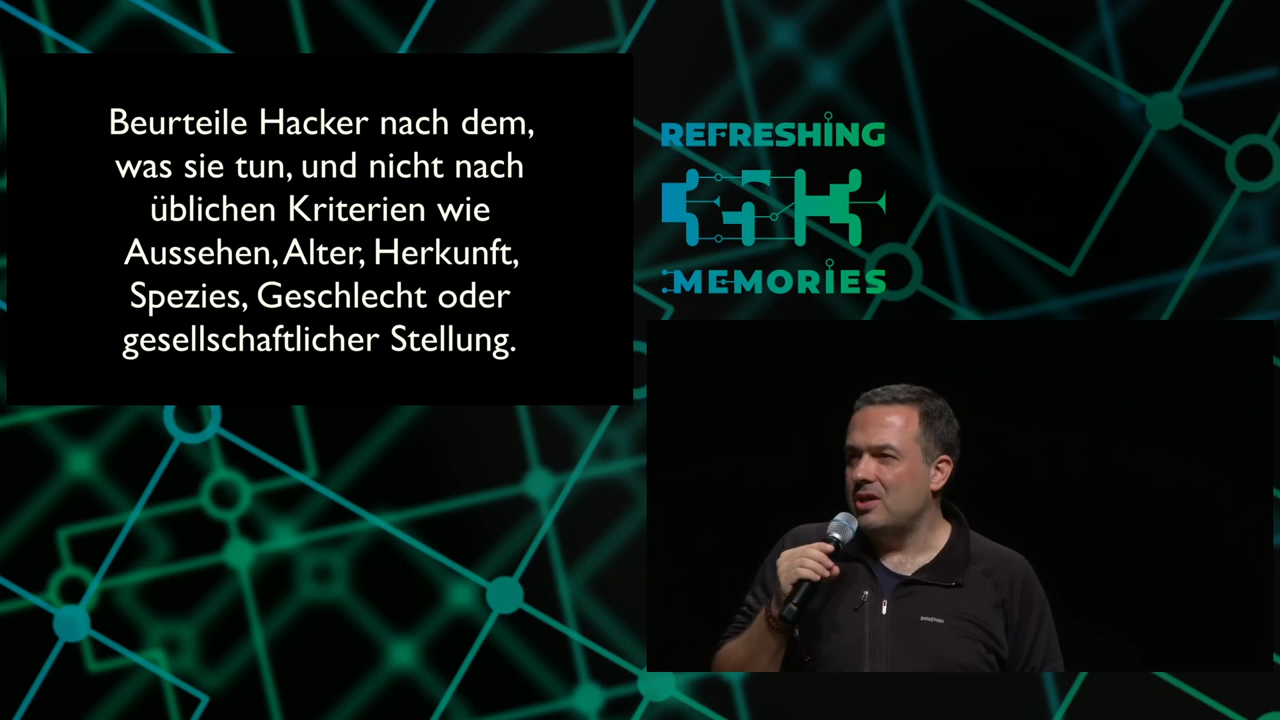 Beurteile Hacker nach dem,
was sie tun, und nicht nach
üblichen Kriterien wie
Aussehen, Alter, Herkunft,
Spezies, Geschlecht oder
gesellschaftlicher Stellung.
REFRESHING
MEMORIES
patagonia